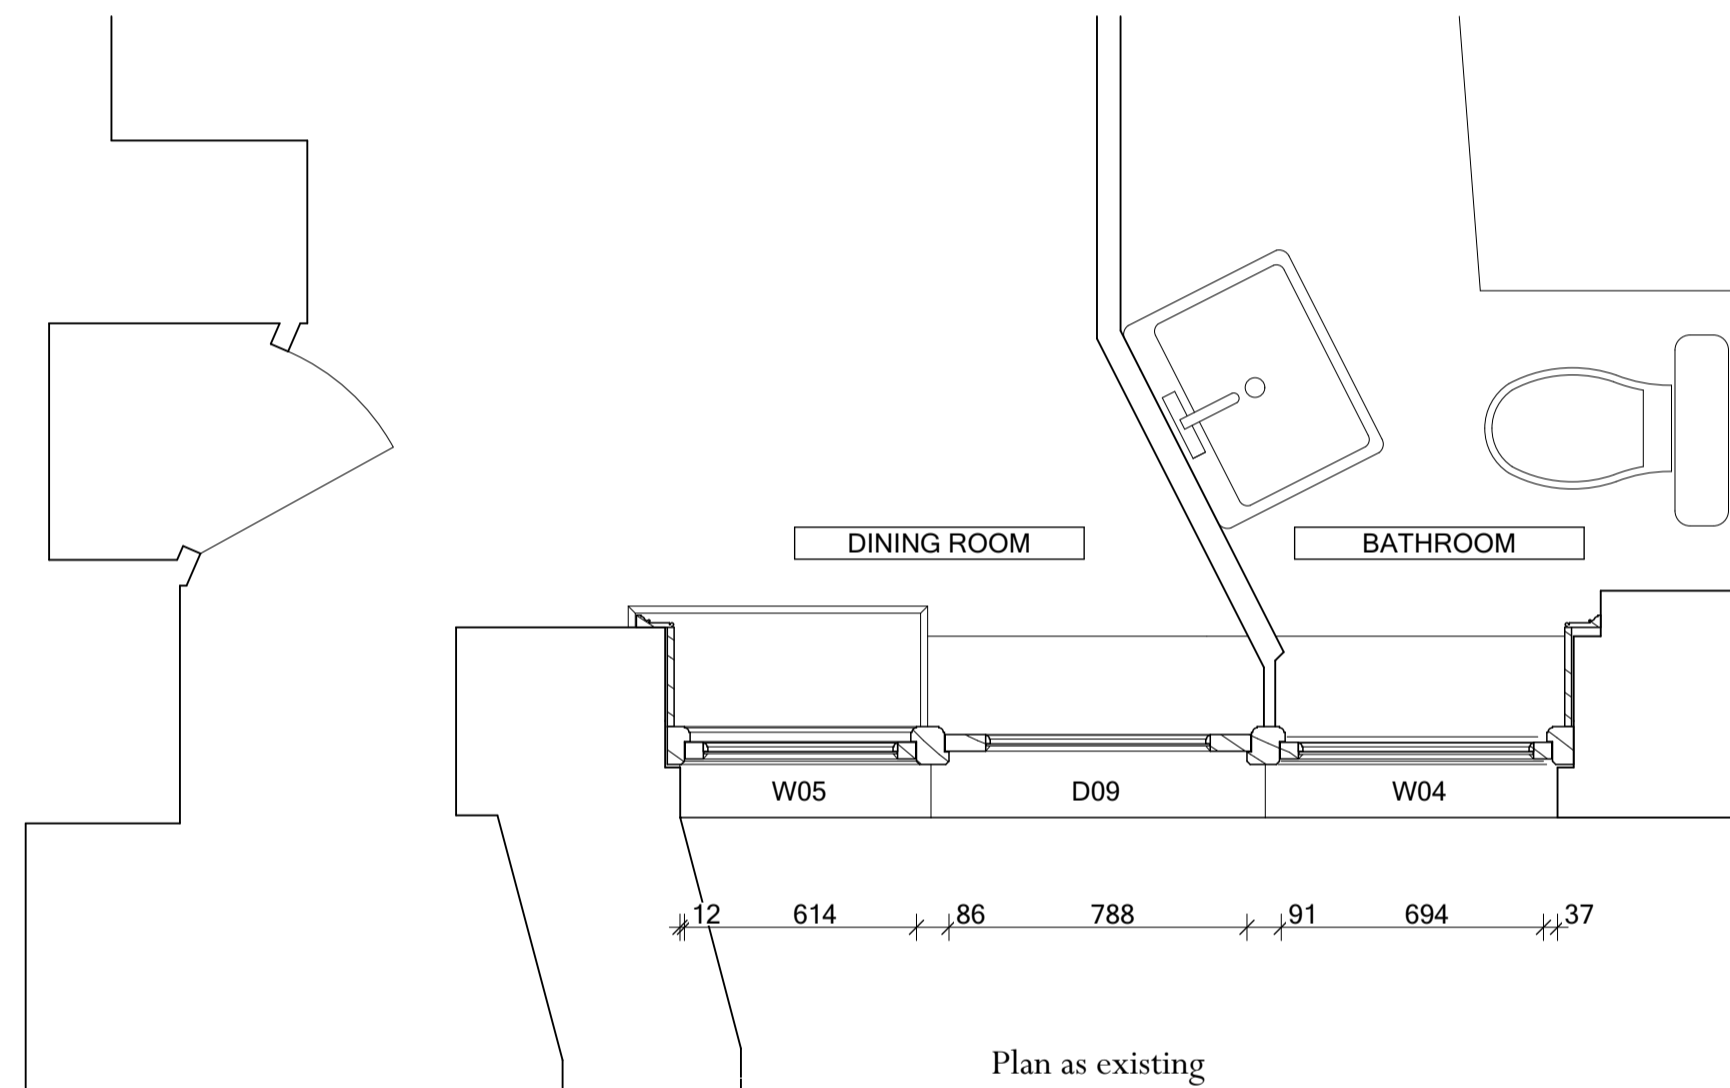 DINING ROOM
BATHROOM
W05
D09
W04
12 614 86 788 91 694 37
Plan as existing